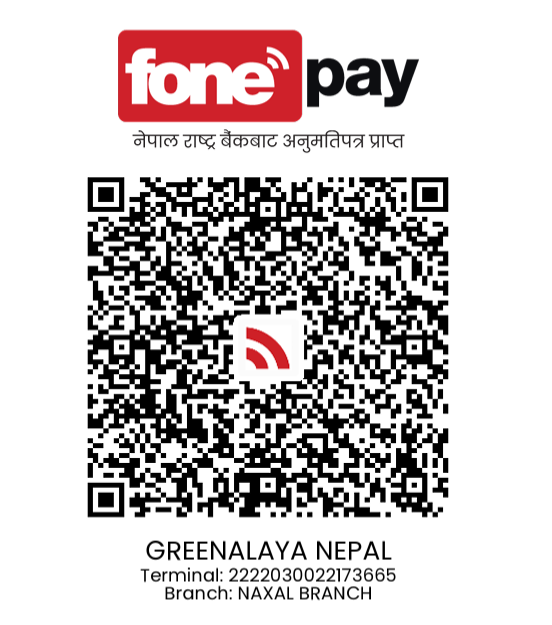 fonepay
नेपाल राष्ट्र बैंकबाट अनुमतिपत्र प्राप्त
GREENALAYA NEPAL
Terminal: 2222030022173665
Branch: NAXAL BRANCH